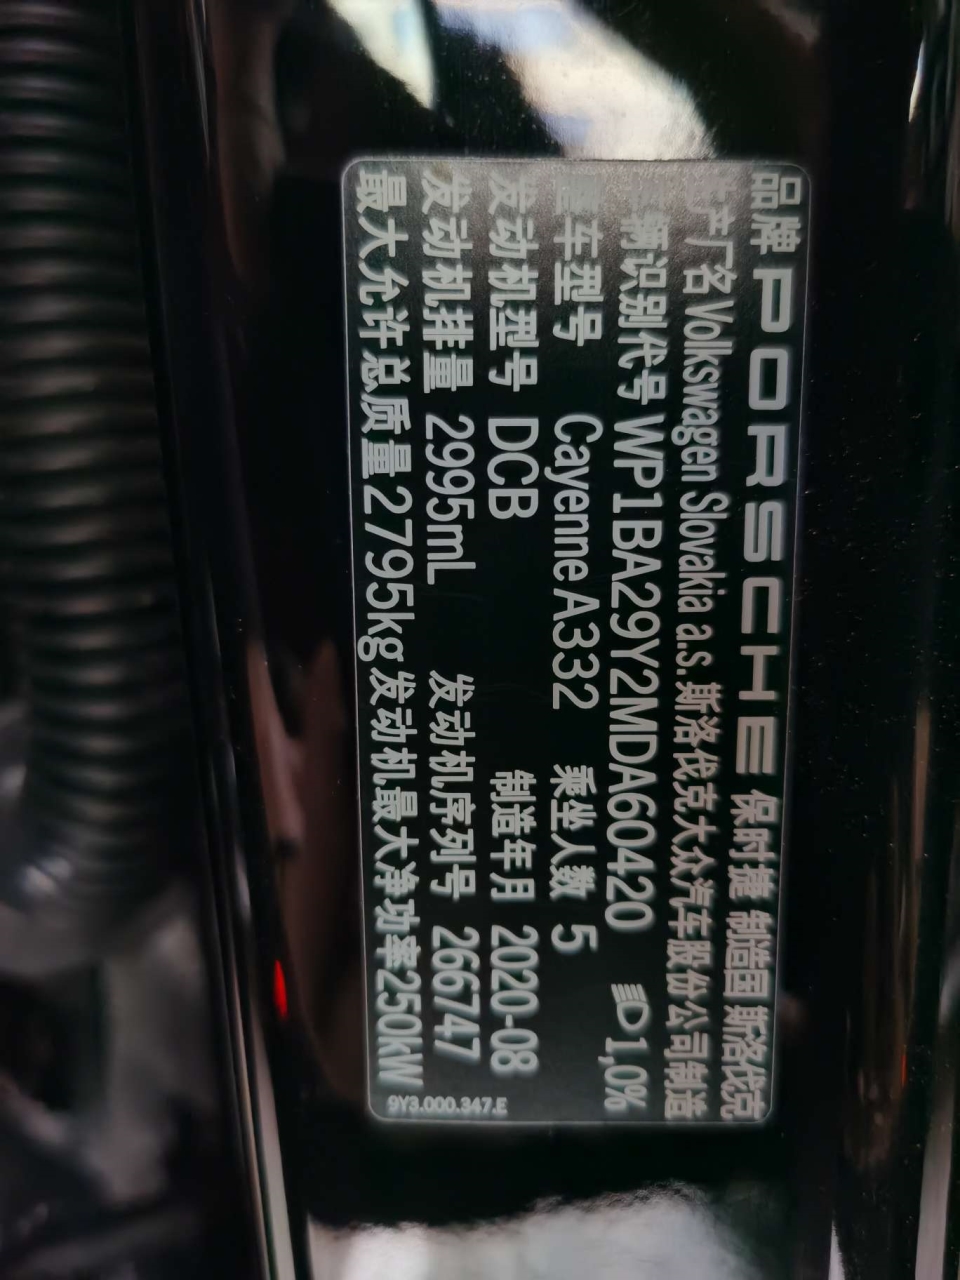 品牌 PORSCHE 保时捷 制造国 斯洛伐克
生产厂名 Volkswagen Slovakia a.s. 斯洛伐克大众汽车股份公司制造
车辆识别代号 WP1BA29Y2MDA60420 1,0%
整车型号 Cayenne A332 乘坐人数 5
发动机型号 DCB 制造年月 2020-08
发动机排量 2995mL 发动机序列号 266747
最大允许总质量 2795kg 发动机最大净功率 250kW
9Y3.000.347.E